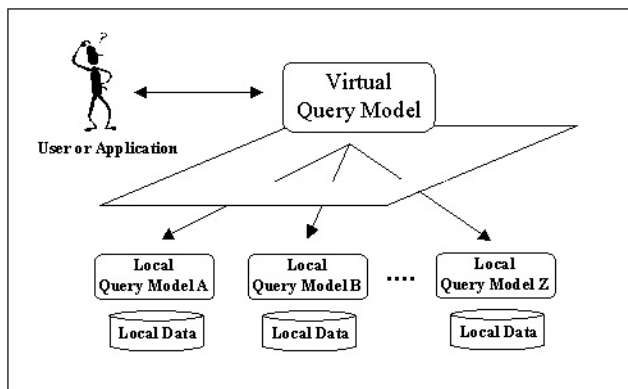 ?
Virtual
Query Model
User or Application
Local
Query Model A
Local
Query Model B
....
Local
Query Model Z
Local Data
Local Data
Local Data